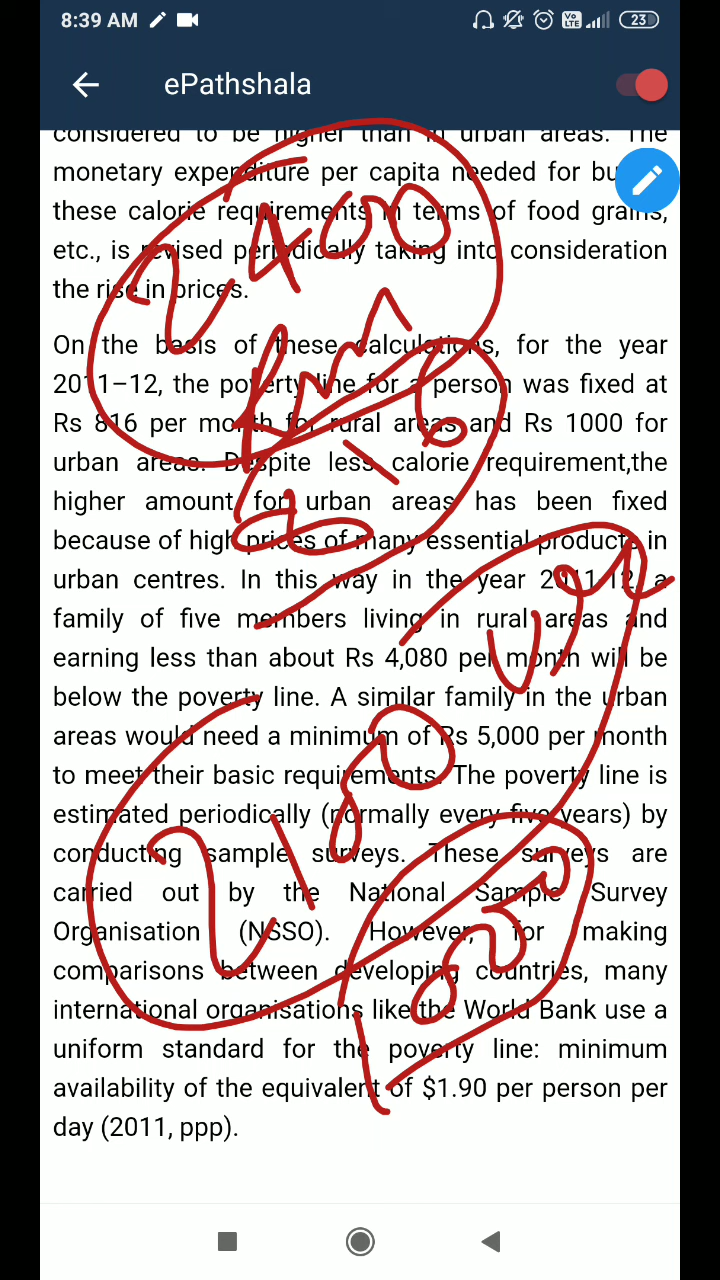 8:39 AM
Vo LTE
23
ePathshala
considered to be higher than in urban areas. The
monetary expenditure per capita needed for bu
these calorie requirements in terms of food grains,
etc., is revised periodically taking into consideration
the rise in prices.
On the basis of these calculations, for the year
2011–12, the poverty line for a person was fixed at
Rs 816 per month for rural areas and Rs 1000 for
urban areas. Despite less calorie requirement,the
higher amount for urban areas has been fixed
because of high prices of many essential products in
urban centres. In this way in the year 2011-12, a
family of five members living in rural areas and
earning less than about Rs 4,080 per month will be
below the poverty line. A similar family in the urban
areas would need a minimum of Rs 5,000 per month
to meet their basic requirements. The poverty line is
estimated periodically (normally every five years) by
conducting sample surveys. These surveys are
carried out by the National Sample Survey
Organisation (NSSO). However, for making
comparisons between developing countries, many
international organisations like the World Bank use a
uniform standard for the poverty line: minimum
availability of the equivalent of $1.90 per person per
day (2011, ppp).
2400
816
2100
1000